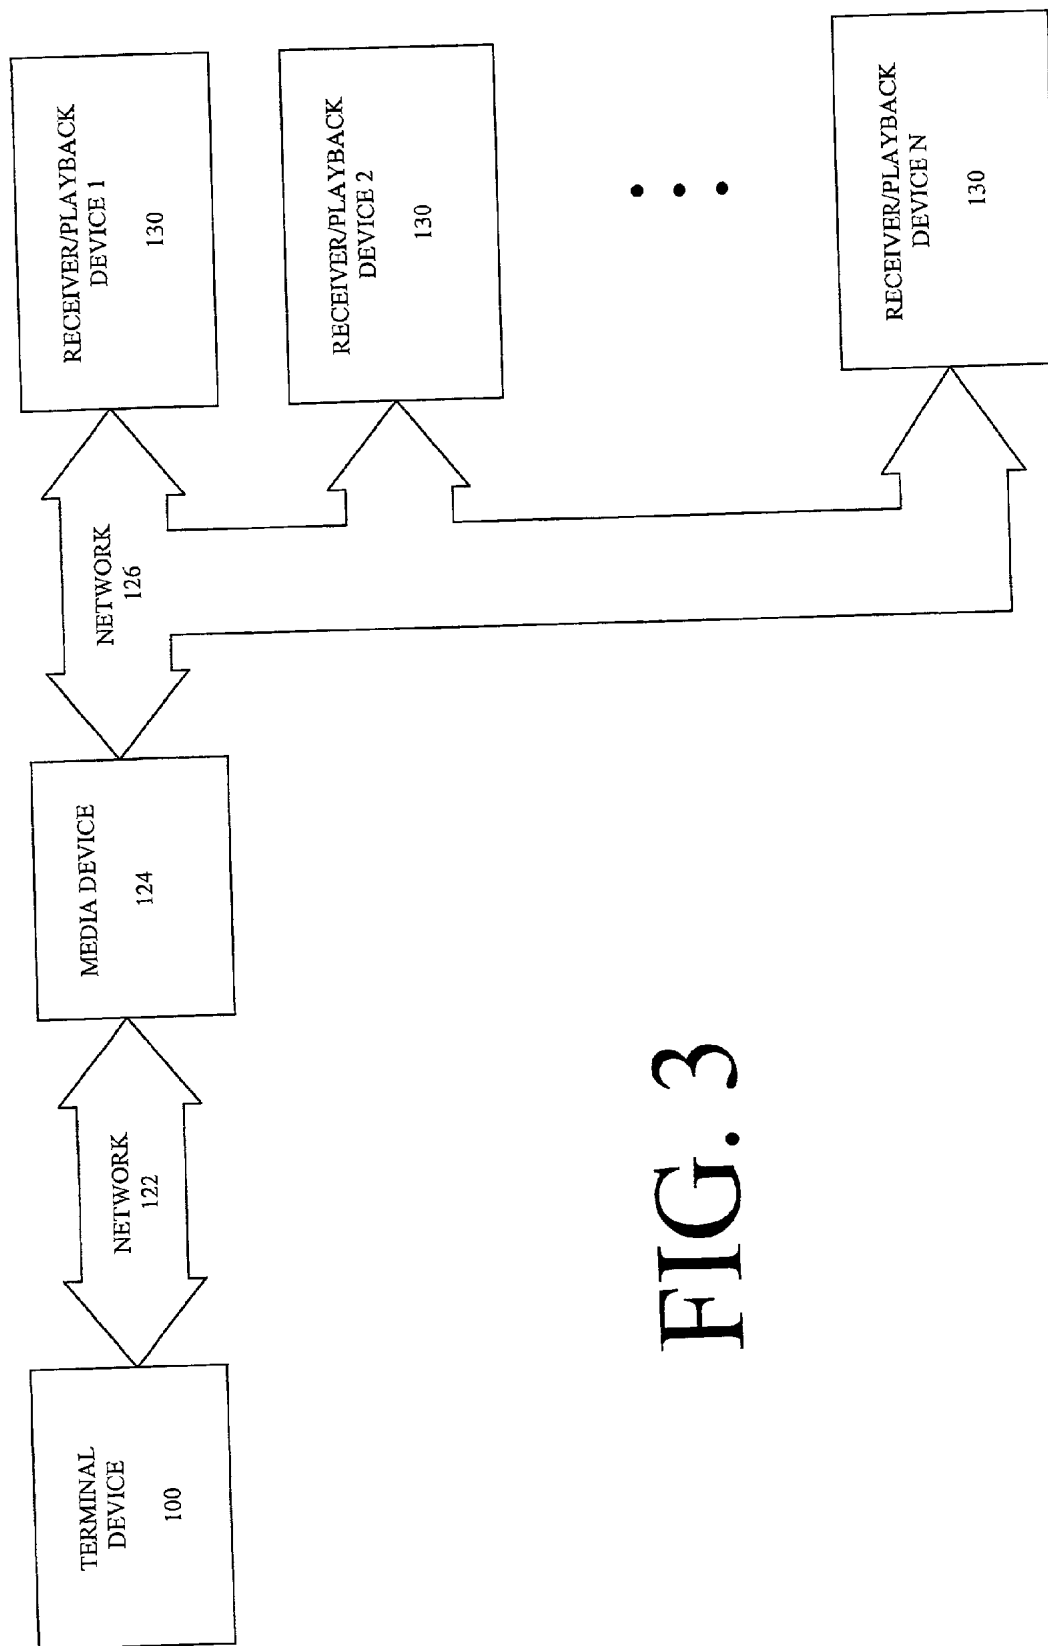 TERMINAL
DEVICE
100
NETWORK
122
MEDIA DEVICE
124
NETWORK
126
RECEIVER/PLAYBACK
DEVICE 1
130
RECEIVER/PLAYBACK
DEVICE 2
130
RECEIVER/PLAYBACK
DEVICE N
130
FIG. 3